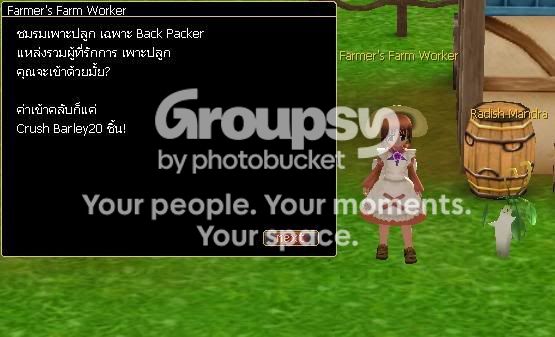 Farmer's Farm Worker
ชมรมเพาะปลูก เฉพาะ Back Packer
แหล่งรวมผู้ที่รักการ เพาะปลูก
คุณจะเข้าด้วยมั้ย?
ค่าเข้าคลับก็แค่
Crush Barley20 ชิ้น!
Farmer's Farm Worker
Radish Mandra
Groupsy
by photobucket
Your people. Your moments.
Your space.
next